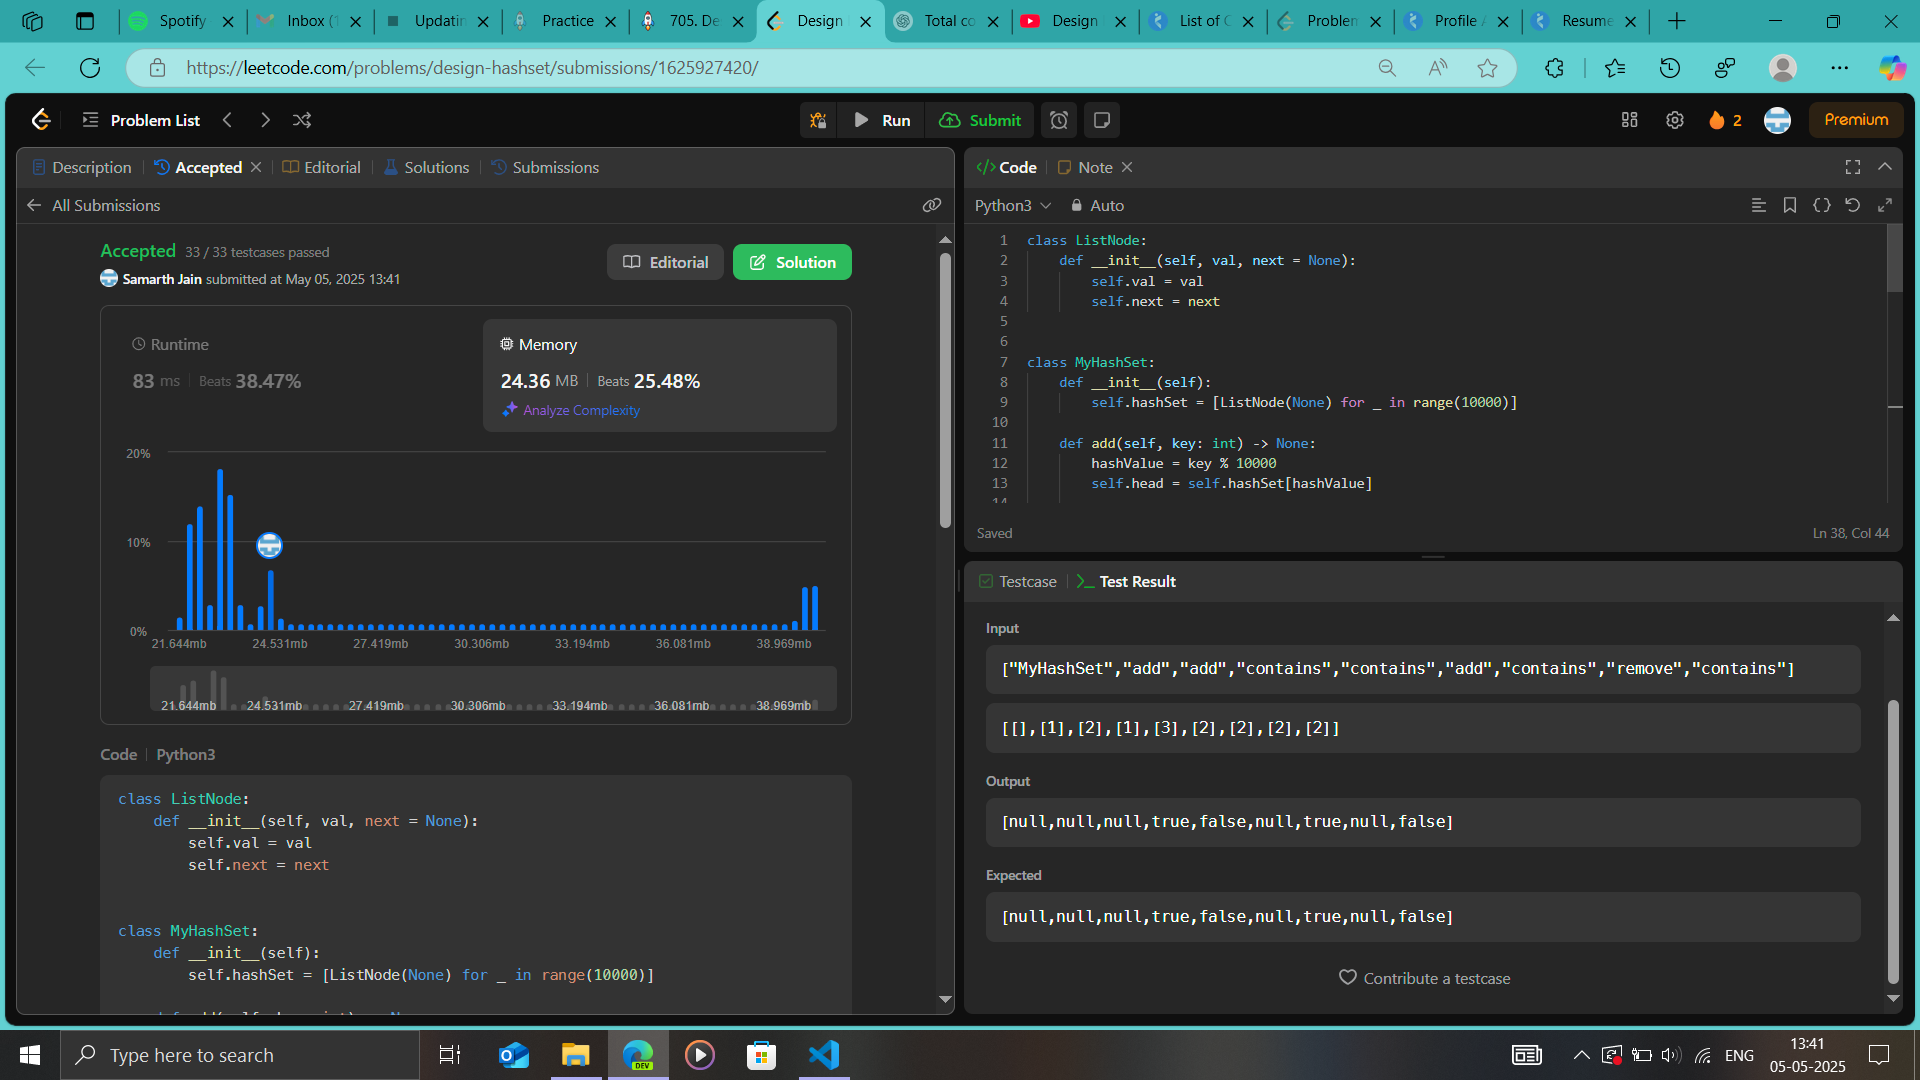 Spotify
Inbox (1
Updatin
Practice
705. De
Design
Total co
Design
List of C
Problem
Profile A
Resume
https://leetcode.com/problems/design-hashset/submissions/1625927420/
Problem List
Run
Submit
2
Premium
Description
Accepted
Editorial
Solutions
Submissions
All Submissions
Accepted 33 / 33 testcases passed
Samarth Jain submitted at May 05, 2025 13:41
Editorial
Solution
Runtime
83 ms | Beats 38.47%
Memory
24.36 MB | Beats 25.48%
Analyze Complexity
20%
10%
0%
21.644mb 24.531mb 27.419mb 30.306mb 33.194mb 36.081mb 38.969mb
21.644mb 24.531mb 27.419mb 30.306mb 33.194mb 36.081mb 38.969mb
Code | Python3
class ListNode:
    def __init__(self, val, next = None):
        self.val = val
        self.next = next
class MyHashSet:
    def __init__(self):
        self.hashSet = [ListNode(None) for _ in range(10000)]
Code
Note
Python3
Auto
1 class ListNode:
2     def __init__(self, val, next = None):
3         self.val = val
4         self.next = next
5
6
7 class MyHashSet:
8     def __init__(self):
9         self.hashSet = [ListNode(None) for _ in range(10000)]
10
11     def add(self, key: int) -> None:
12         hashValue = key % 10000
13         self.head = self.hashSet[hashValue]
14
Saved
Ln 38, Col 44
Testcase
Test Result
Input
["MyHashSet","add","add","contains","contains","add","contains","remove","contains"]
[[],[1],[2],[1],[3],[2],[2],[2],[2]]
Output
[null,null,null,true,false,null,true,null,false]
Expected
[null,null,null,true,false,null,true,null,false]
Contribute a testcase
Type here to search
DEV
ENG
13:41
05-05-2025